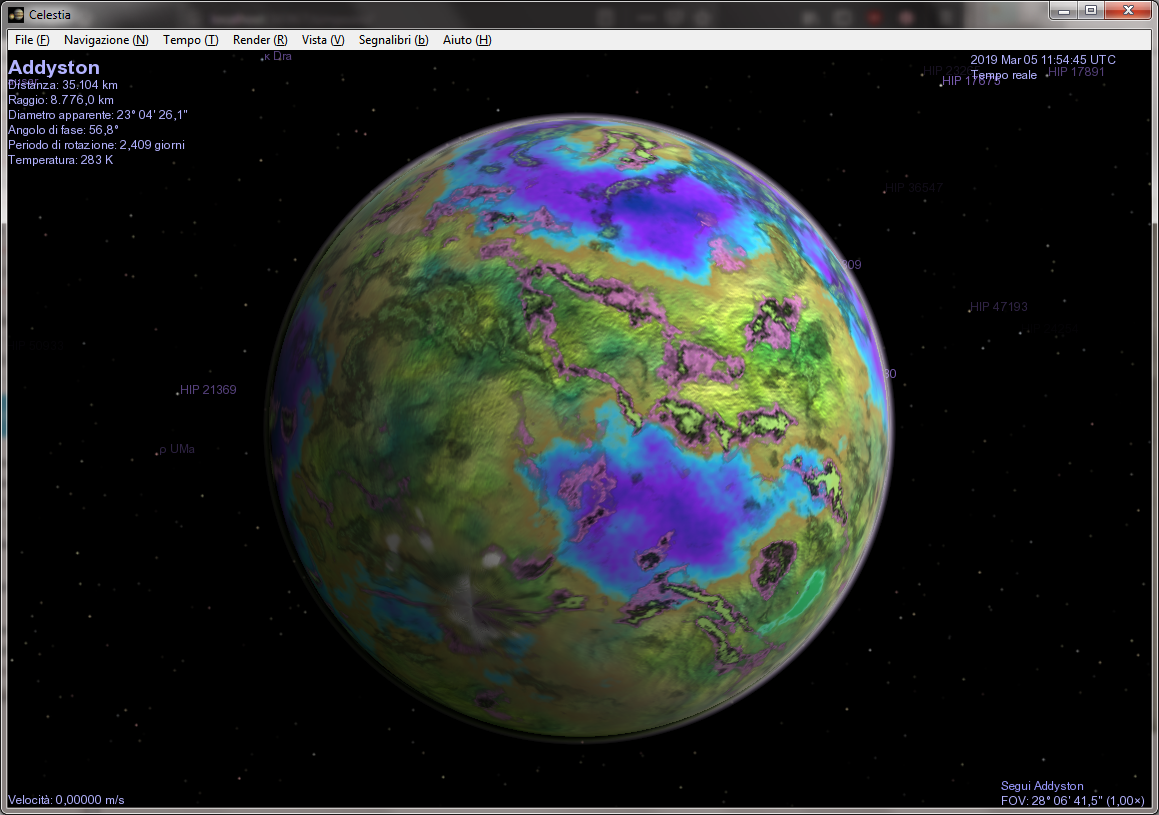 Celestia
File (F) Navigazione (N) Tempo (T) Render (R) Vista (V) Segnalibri (b) Aiuto (H)
Addyston
Distanza: 35.104 km
Raggio: 8.776,0 km
Diametro apparente: 23° 04' 26,1"
Angolo di fase: 56,8°
Periodo di rotazione: 2,409 giorni
Temperatura: 283 K
κ Dra
2019 Mar 05 11:54:45 UTC
Tempo reale
HIP 17891
HIP 17675
HIP 36547
HIP 47193
HIP 21369
ρ UMa
Velocità: 0,00000 m/s
Segui Addyston
FOV: 28° 06' 41,5" (1,00×)